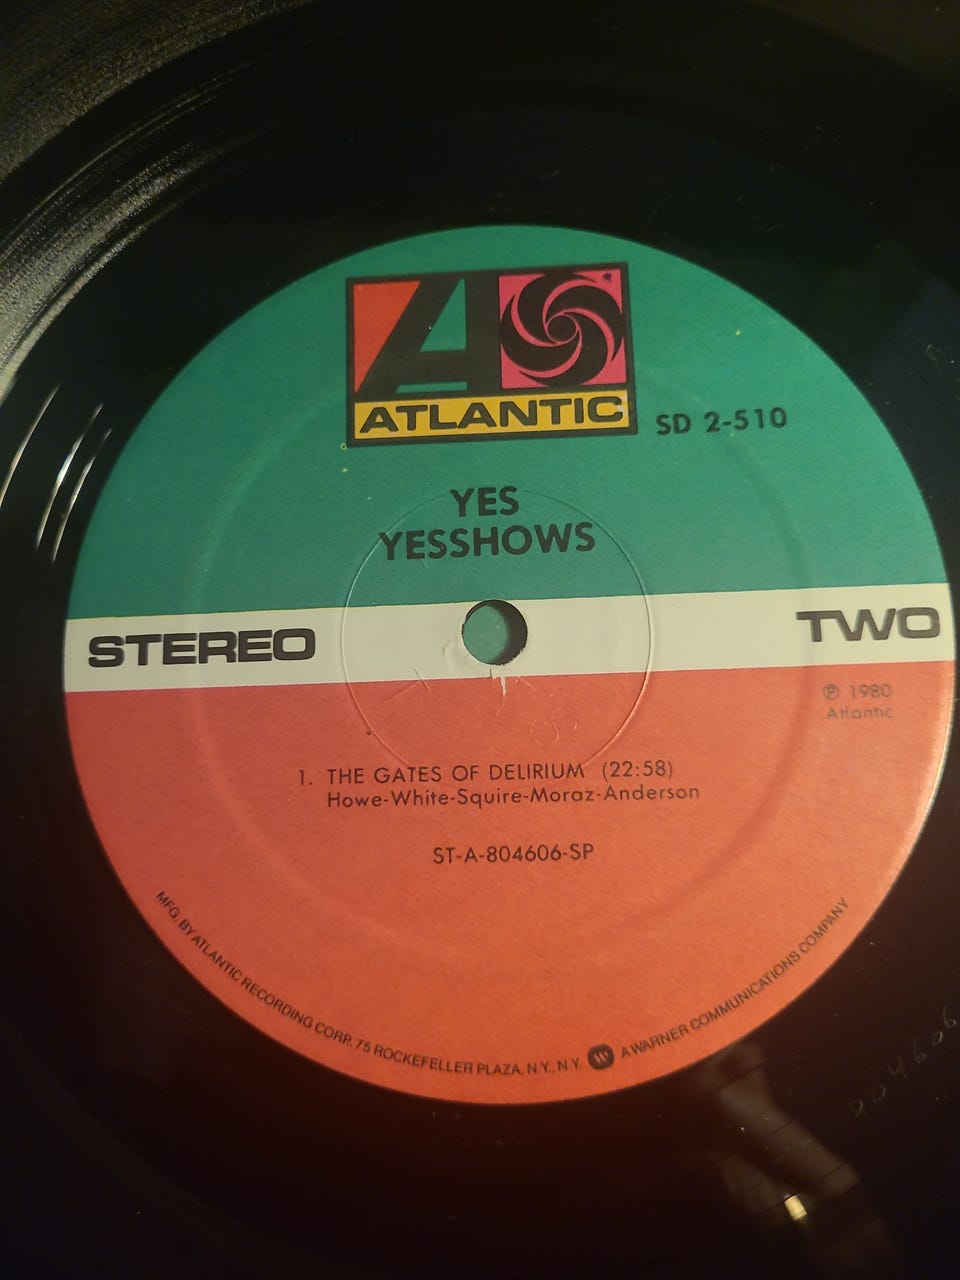 ATLANTIC
SD 2-510
YES
YESSHOWS
STEREO
TWO
℗ 1980
Atlantic
1. THE GATES OF DELIRIUM (22:58)
Howe-White-Squire-Moraz-Anderson
ST-A-804606-SP
MFG. BY ATLANTIC RECORDING CORP., 75 ROCKEFELLER PLAZA, N.Y., N.Y. W A WARNER COMMUNICATIONS COMPANY
804606